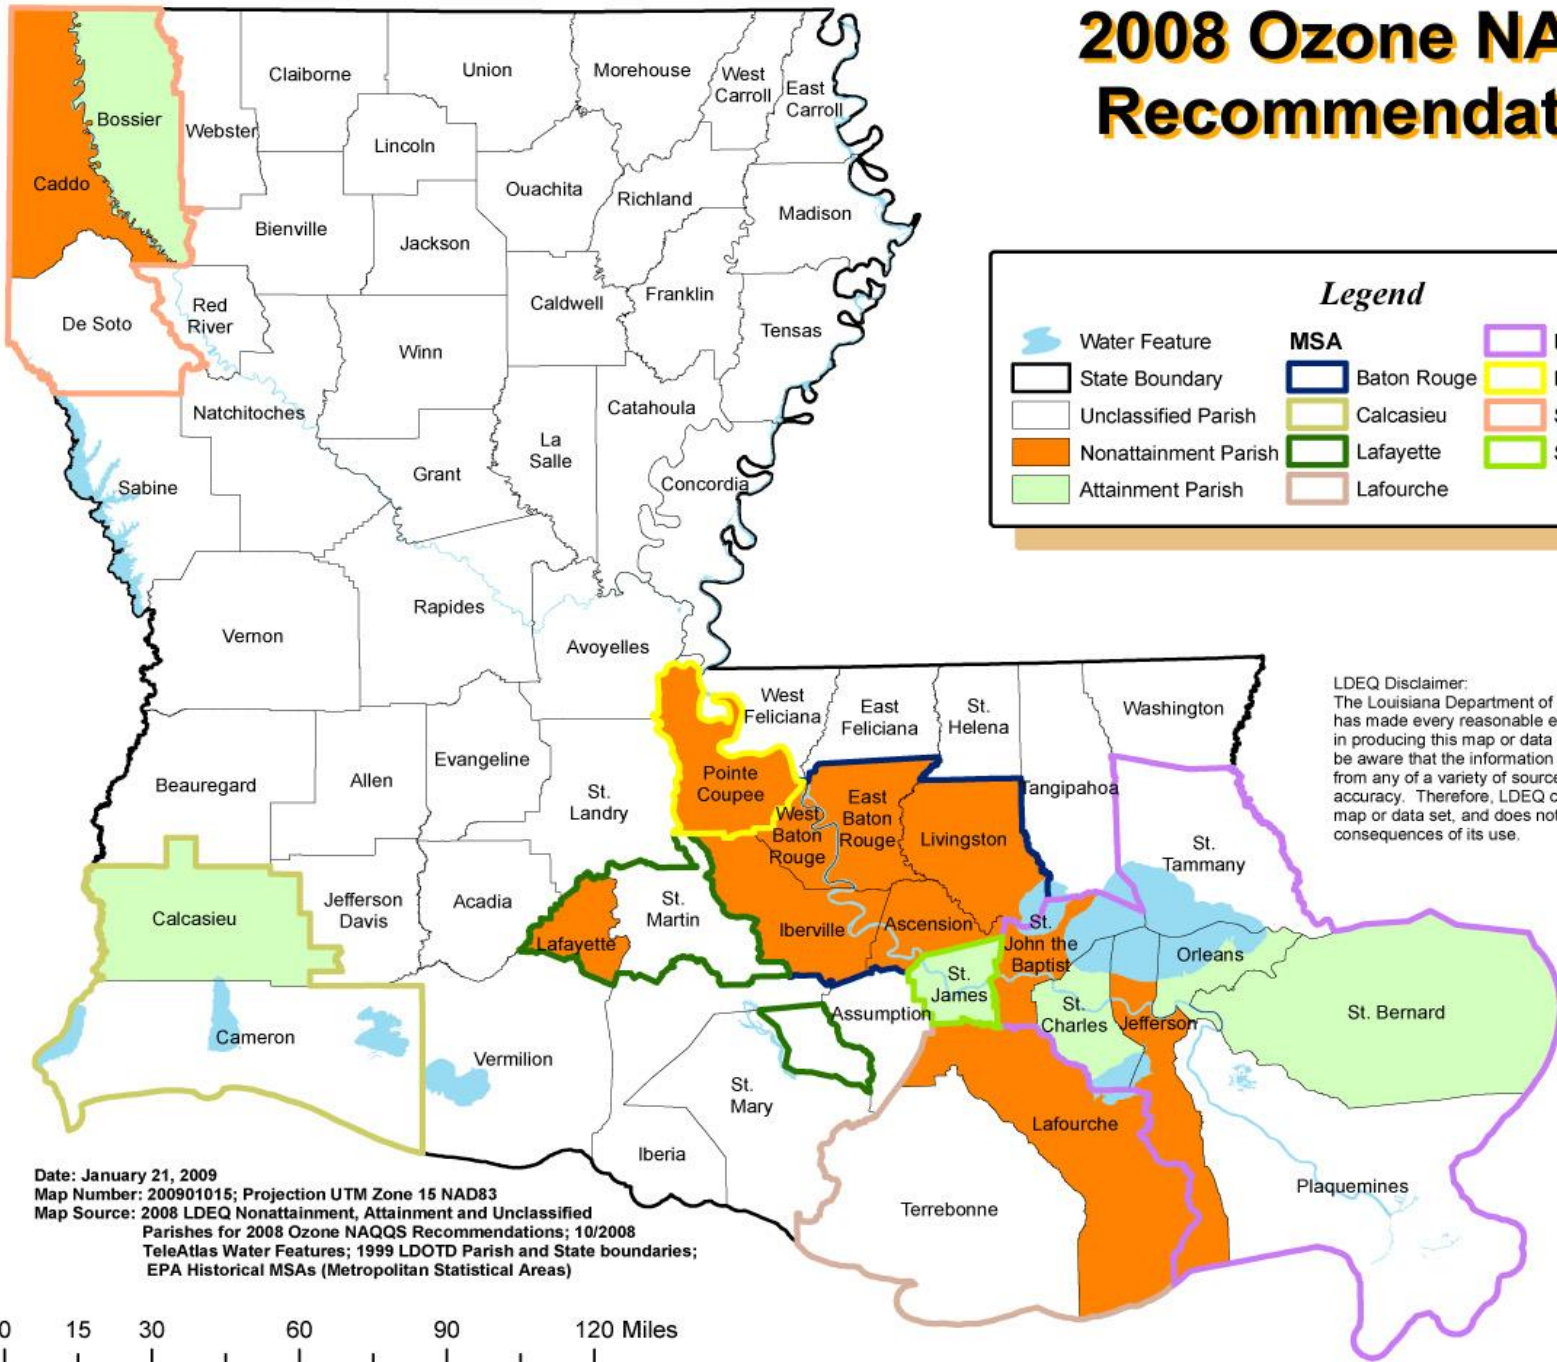 2008 Ozone NA
Recommendat
Claiborne
Union
Morehouse
West
Carroll
East
Carroll
Bossier
Webster
Lincoln
Caddo
Ouachita
Richland
Madison
Bienville
Jackson
De Soto
Red
River
Caldwell
Franklin
Tensas
Winn
Natchitoches
Catahoula
La
Salle
Grant
Concordia
Sabine
Legend
Water Feature
State Boundary
Unclassified Parish
Nonattainment Parish
Attainment Parish
MSA
Baton Rouge
Calcasieu
Lafayette
Lafourche
Rapides
Vernon
Avoyelles
West
Feliciana
East
Feliciana
St.
Helena
Washington
Evangeline
Beauregard
Allen
Pointe
Coupee
St.
Landry
West
Baton
Rouge
East
Baton
Rouge
Livingston
Tangipahoa
St.
Tammany
LDEQ Disclaimer:
The Louisiana Department of
has made every reasonable e
in producing this map or data
be aware that the information
from any of a variety of source
accuracy. Therefore, LDEQ c
map or data set, and does not
consequences of its use.
Calcasieu
Jefferson
Davis
Acadia
Lafayette
St.
Martin
Iberville
Ascension
St.
John the
Baptist
Orleans
St.
James
St.
Charles
Jefferson
St. Bernard
Assumption
Cameron
Vermilion
St.
Mary
Iberia
Lafourche
Terrebonne
Plaquemines
Date: January 21, 2009
Map Number: 200901015; Projection UTM Zone 15 NAD83
Map Source: 2008 LDEQ Nonattainment, Attainment and Unclassified
Parishes for 2008 Ozone NAQQS Recommendations; 10/2008
TeleAtlas Water Features; 1999 LDOTD Parish and State boundaries;
EPA Historical MSAs (Metropolitan Statistical Areas)
0 15 30 60 90 120 Miles